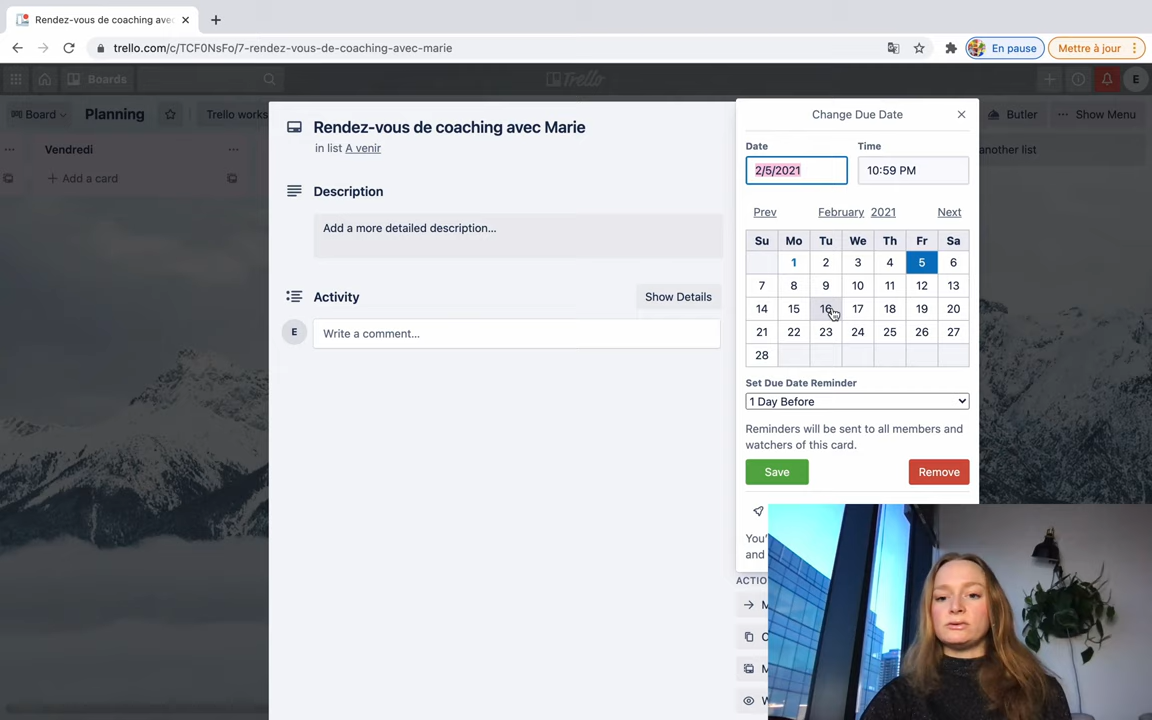 Rendez-vous de coaching avec
trello.com/c/TCF0NsFo/7-rendez-vous-de-coaching-avec-marie
En pause
Mettre à jour
Boards
Trello
E
Board
Planning
Trello works
Butler
Show Menu
Vendredi
Add a card
another list
Rendez-vous de coaching avec Marie
in list A venir
Description
Add a more detailed description...
Activity
Show Details
E
Write a comment...
Change Due Date
Date Time
2/5/2021 10:59 PM
Prev February 2021 Next
Su Mo Tu We Th Fr Sa
1 2 3 4 5 6
7 8 9 10 11 12 13
14 15 16 17 18 19 20
21 22 23 24 25 26 27
28
Set Due Date Reminder
1 Day Before
Reminders will be sent to all members and
watchers of this card.
Save Remove
and